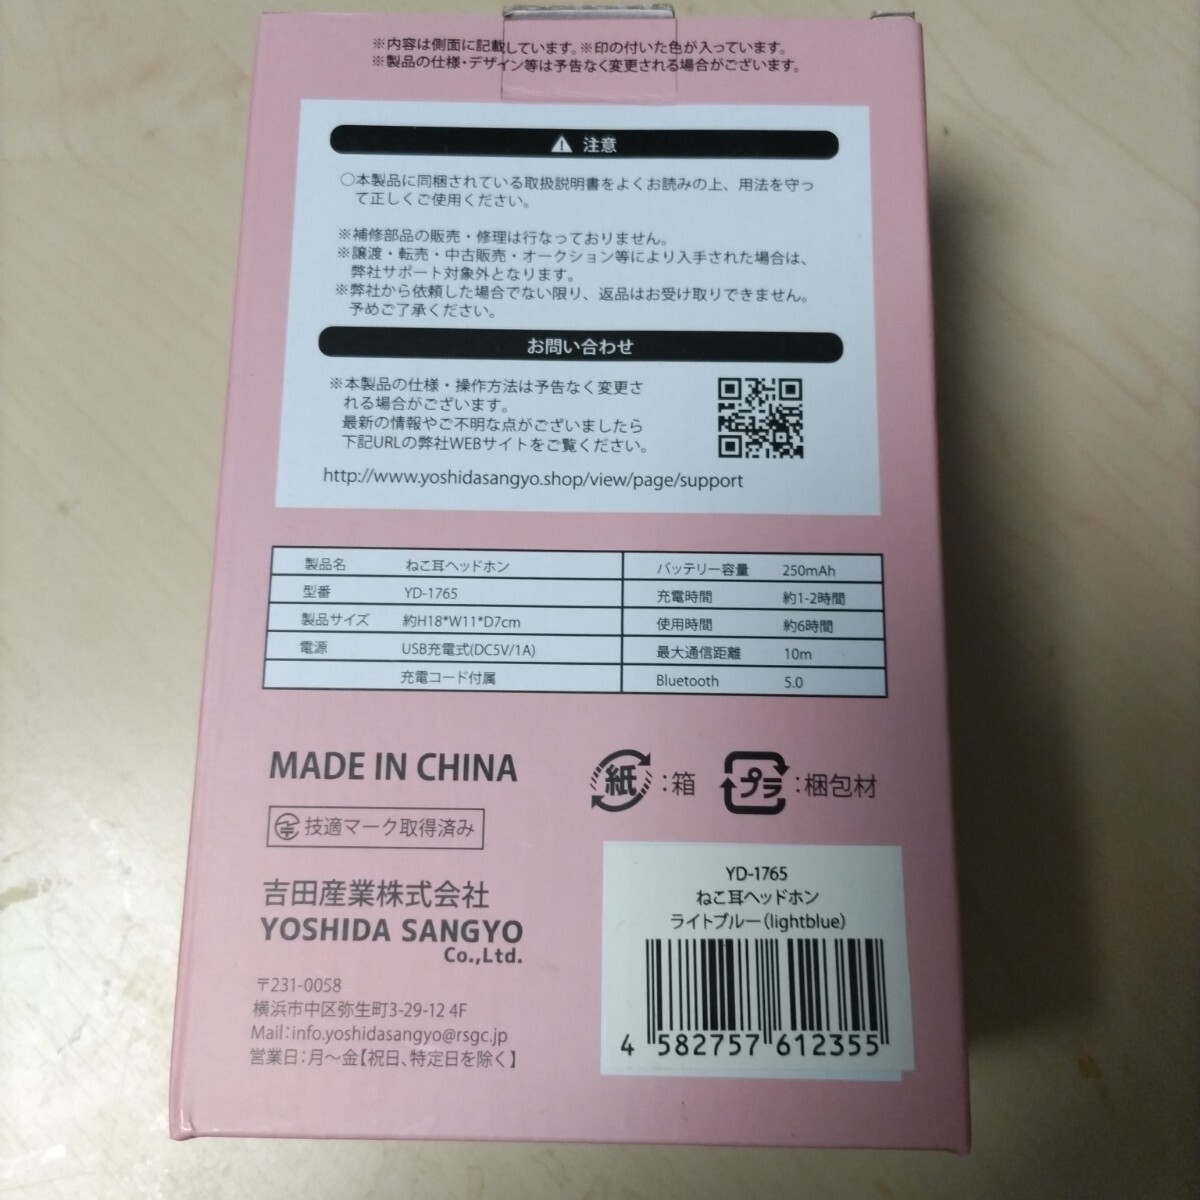 ※内容は側面に記載しています。※印の付いた色が入っています。
※製品の仕様・デザイン等は予告なく変更される場合がございます。
注意
○本製品に同梱されている取扱説明書をよくお読みの上、用法を守っ
て正しくご使用ください。
※補修部品の販売・修理は行なっておりません。
※譲渡・転売・中古販売・オークション等により入手された場合は、
弊社サポート対象外となります。
※弊社から依頼した場合でない限り、返品はお受け取りできません。
予めご了承ください。
お問い合わせ
※本製品の仕様・操作方法は予告なく変更さ
れる場合がございます。
最新の情報やご不明な点がございましたら
下記URLの弊社WEBサイトをご覧ください。
http://www.yoshidasangyo.shop/view/page/support
製品名 ねこ耳ヘッドホン
型番 YD-1765
製品サイズ 約H18*W11*D7cm
電源 USB充電式(DC5V/1A)
充電コード付属
バッテリー容量 250mAh
充電時間 約1-2時間
使用時間 約6時間
最大通信距離 10m
Bluetooth 5.0
MADE IN CHINA
紙:箱
プラ:梱包材
技適マーク取得済み
吉田産業株式会社
YOSHIDA SANGYO
Co.,Ltd.
〒231-0058
横浜市中区弥生町3-29-12 4F
Mail:info.yoshidasangyo@rsgc.jp
営業日:月〜金【祝日、特定日を除く】
YD-1765
ねこ耳ヘッドホン
ライトブルー(lightblue)
4 582757 612355